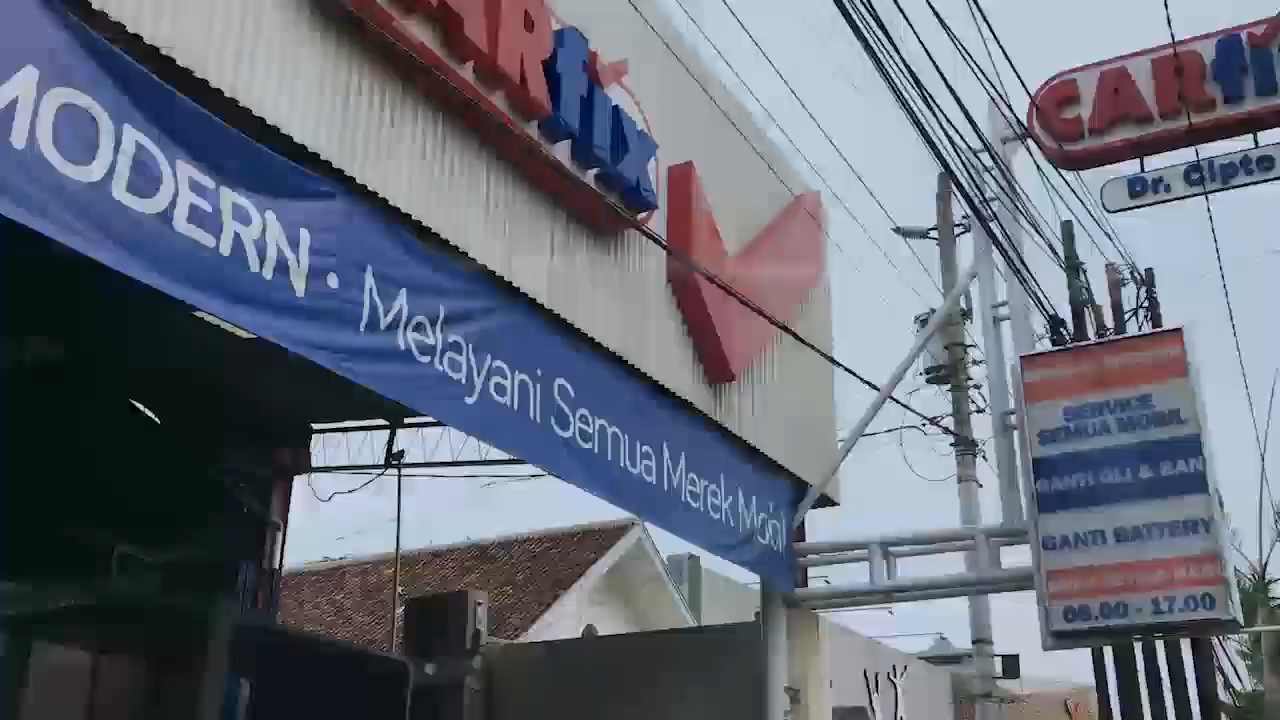 CARfix
MODERN • Melayani Semua Merek Mobil
CARfix
Dr. Cipto
SERVICE
SEMUA MOBIL
GANTI OLI & BAN
GANTI BATTERY
08.00 - 17.00